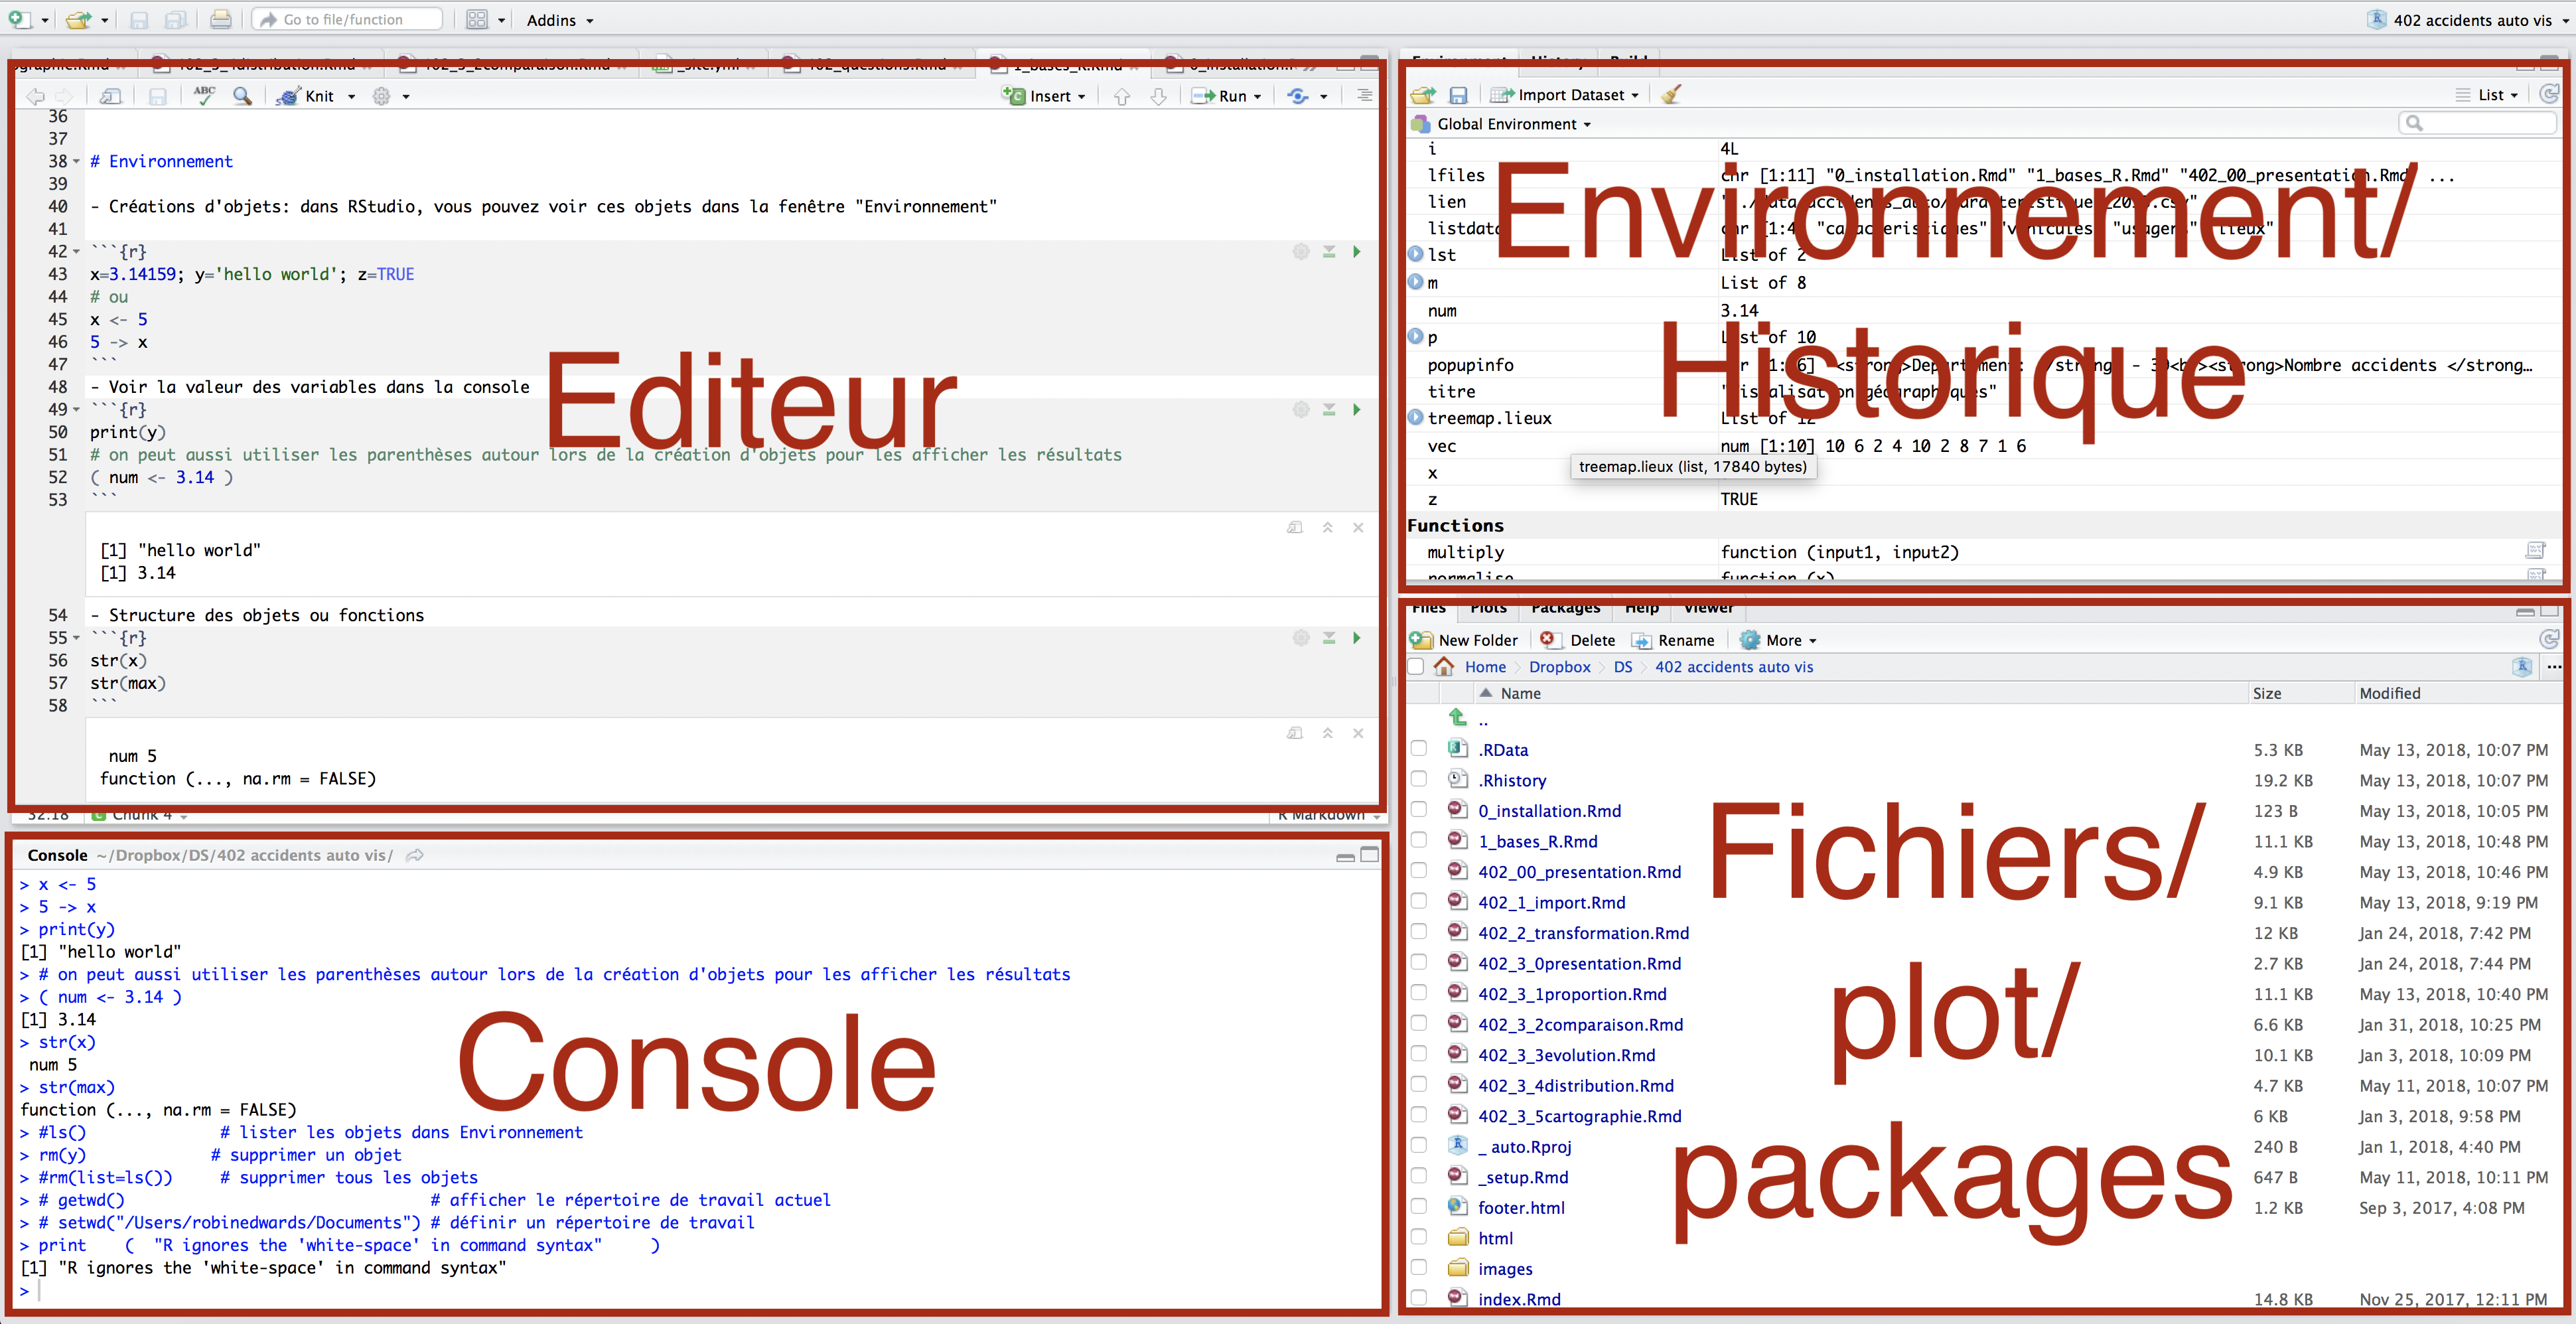 Go to file/function
Addins
402 accidents auto vis
402_3_4distribution.Rmd
402_3_2comparaison.Rmd
_site.yml
402_questions.Rmd
1_bases_R.Rmd
Knit
Insert
Run
36
37
38 # Environnement
39
40 - Créations d'objets: dans RStudio, vous pouvez voir ces objets dans la fenêtre "Environnement"
41
42 ```{r}
43 x=3.14159; y='hello world'; z=TRUE
44 # ou
45 x <- 5
46 5 -> x
47 ```
48 - Voir la valeur des variables dans la console
49 ```{r}
50 print(y)
51 # on peut aussi utiliser les parenthèses autour lors de la création d'objets pour les afficher les résultats
52 ( num <- 3.14 )
53 ```
[1] "hello world"
[1] 3.14
54 - Structure des objets ou fonctions
55 ```{r}
56 str(x)
57 str(max)
58 ```
num 5
function (..., na.rm = FALSE)
32:18 Chunk 4 R Markdown
Editeur
Console ~/Dropbox/DS/402 accidents auto vis/
> x <- 5
> 5 -> x
> print(y)
[1] "hello world"
> # on peut aussi utiliser les parenthèses autour lors de la création d'objets pour les afficher les résultats
> ( num <- 3.14 )
[1] 3.14
> str(x)
num 5
> str(max)
function (..., na.rm = FALSE)
> #ls() # lister les objets dans Environnement
> rm(y) # supprimer un objet
> #rm(list=ls()) # supprimer tous les objets
> # getwd() # afficher le répertoire de travail actuel
> # setwd("/Users/robinedwards/Documents") # définir un répertoire de travail
> print ( "R ignores the 'white-space' in command syntax" )
[1] "R ignores the 'white-space' in command syntax"
>
Console
Environment History Build
Import Dataset List
Global Environment
i 4L
lfiles chr [1:11] "0_installation.Rmd" "1_bases_R.Rmd" "402_00_presentation.Rmd" ...
lien
listdata chr [1:4] "caracteristiques" "vehicules" "usagers" "lieux"
lst List of 2
m List of 8
num 3.14
p List of 10
popupinfo <strong>Nombre accidents </strong...
titre
treemap.lieux List of 12
vec num [1:10] 10 6 2 4 10 2 8 7 1 6
treemap.lieux (list, 17840 bytes)
x
z TRUE
Functions
multiply function (input1, input2)
normalise function (x)
Environnement/
Historique
Files Plots Packages Help Viewer
New Folder Delete Rename More
Home Dropbox DS 402 accidents auto vis
Name Size Modified
..
.RData 5.3 KB May 13, 2018, 10:07 PM
.Rhistory 19.2 KB May 13, 2018, 10:07 PM
0_installation.Rmd 123 B May 13, 2018, 10:05 PM
1_bases_R.Rmd 11.1 KB May 13, 2018, 10:48 PM
402_00_presentation.Rmd 4.9 KB May 13, 2018, 10:46 PM
402_1_import.Rmd 9.1 KB May 13, 2018, 9:19 PM
402_2_transformation.Rmd 12 KB Jan 24, 2018, 7:42 PM
402_3_0presentation.Rmd 2.7 KB Jan 24, 2018, 7:44 PM
402_3_1proportion.Rmd 11.1 KB May 13, 2018, 10:40 PM
402_3_2comparaison.Rmd 6.6 KB Jan 31, 2018, 10:25 PM
402_3_3evolution.Rmd 10.1 KB Jan 3, 2018, 10:09 PM
402_3_4distribution.Rmd 4.7 KB May 11, 2018, 10:07 PM
402_3_5cartographie.Rmd 6 KB Jan 3, 2018, 9:58 PM
_ auto.Rproj 240 B Jan 1, 2018, 4:40 PM
_setup.Rmd 647 B May 11, 2018, 10:11 PM
footer.html 1.2 KB Sep 3, 2017, 4:08 PM
html
images
index.Rmd 14.8 KB Nov 25, 2017, 12:11 PM
Fichiers/
plot/
packages